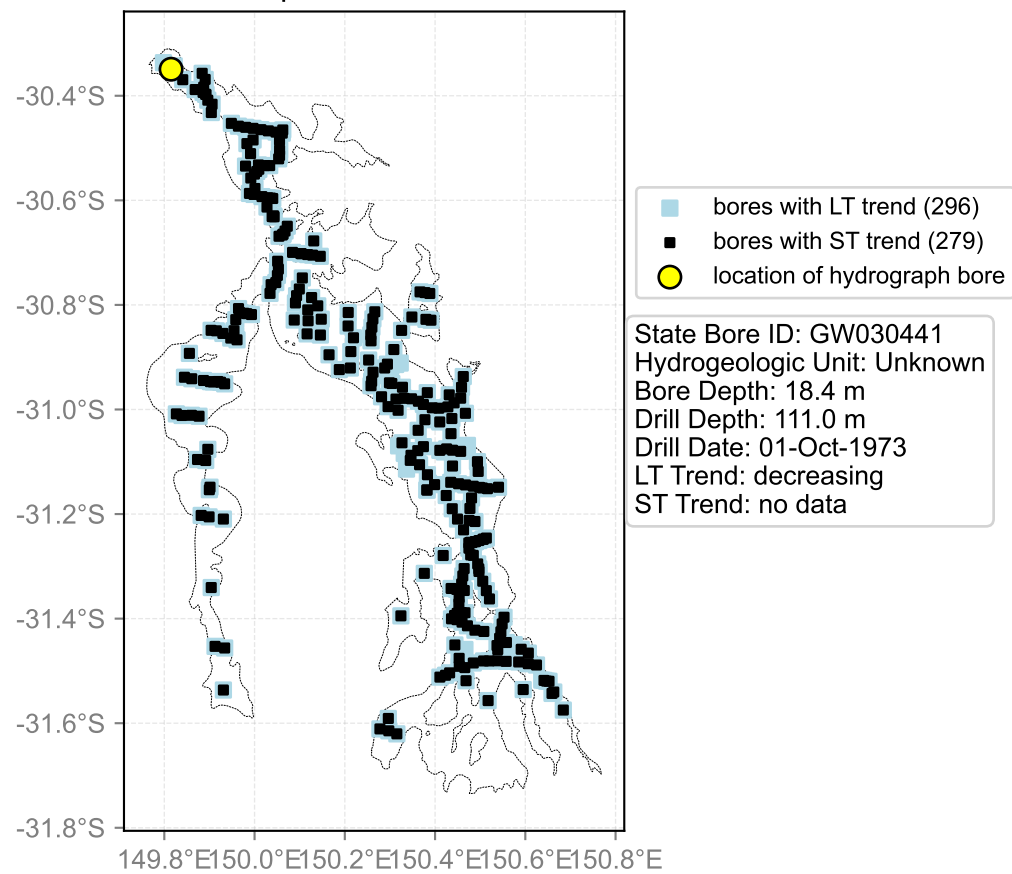 -30.4°S
-30.6°S
-30.8°S
-31.0°S
-31.2°S
-31.4°S
-31.6°S
-31.8°S
149.8°E150.0°E150.2°E150.4°E150.6°E150.8°E
bores with LT trend (296)
bores with ST trend (279)
location of hydrograph bore
State Bore ID: GW030441
Hydrogeologic Unit: Unknown
Bore Depth: 18.4 m
Drill Depth: 111.0 m
Drill Date: 01-Oct-1973
LT Trend: decreasing
ST Trend: no data